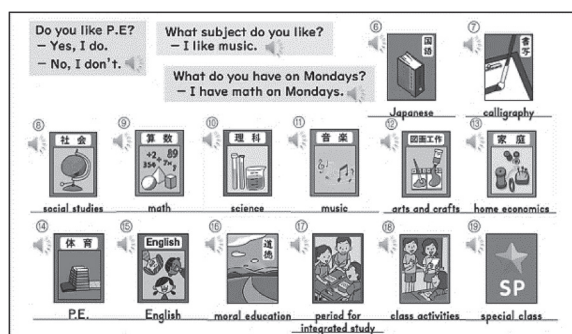 Do you like P.E?
– Yes, I do.
– No, I don't.
What subject do you like?
– I like music.
What do you have on Mondays?
– I have math on Mondays.
⑥
国語
Japanese
⑦
書写
calligraphy
⑧
社会
social studies
⑨
算数
math
⑩
理科
science
⑪
音楽
music
⑫
図画工作
arts and crafts
⑬
家庭
home economics
⑭
体育
P.E.
⑮
English
English
⑯
道徳
moral education
⑰
period for
integrated study
⑱
class activities
⑲
SP
special class